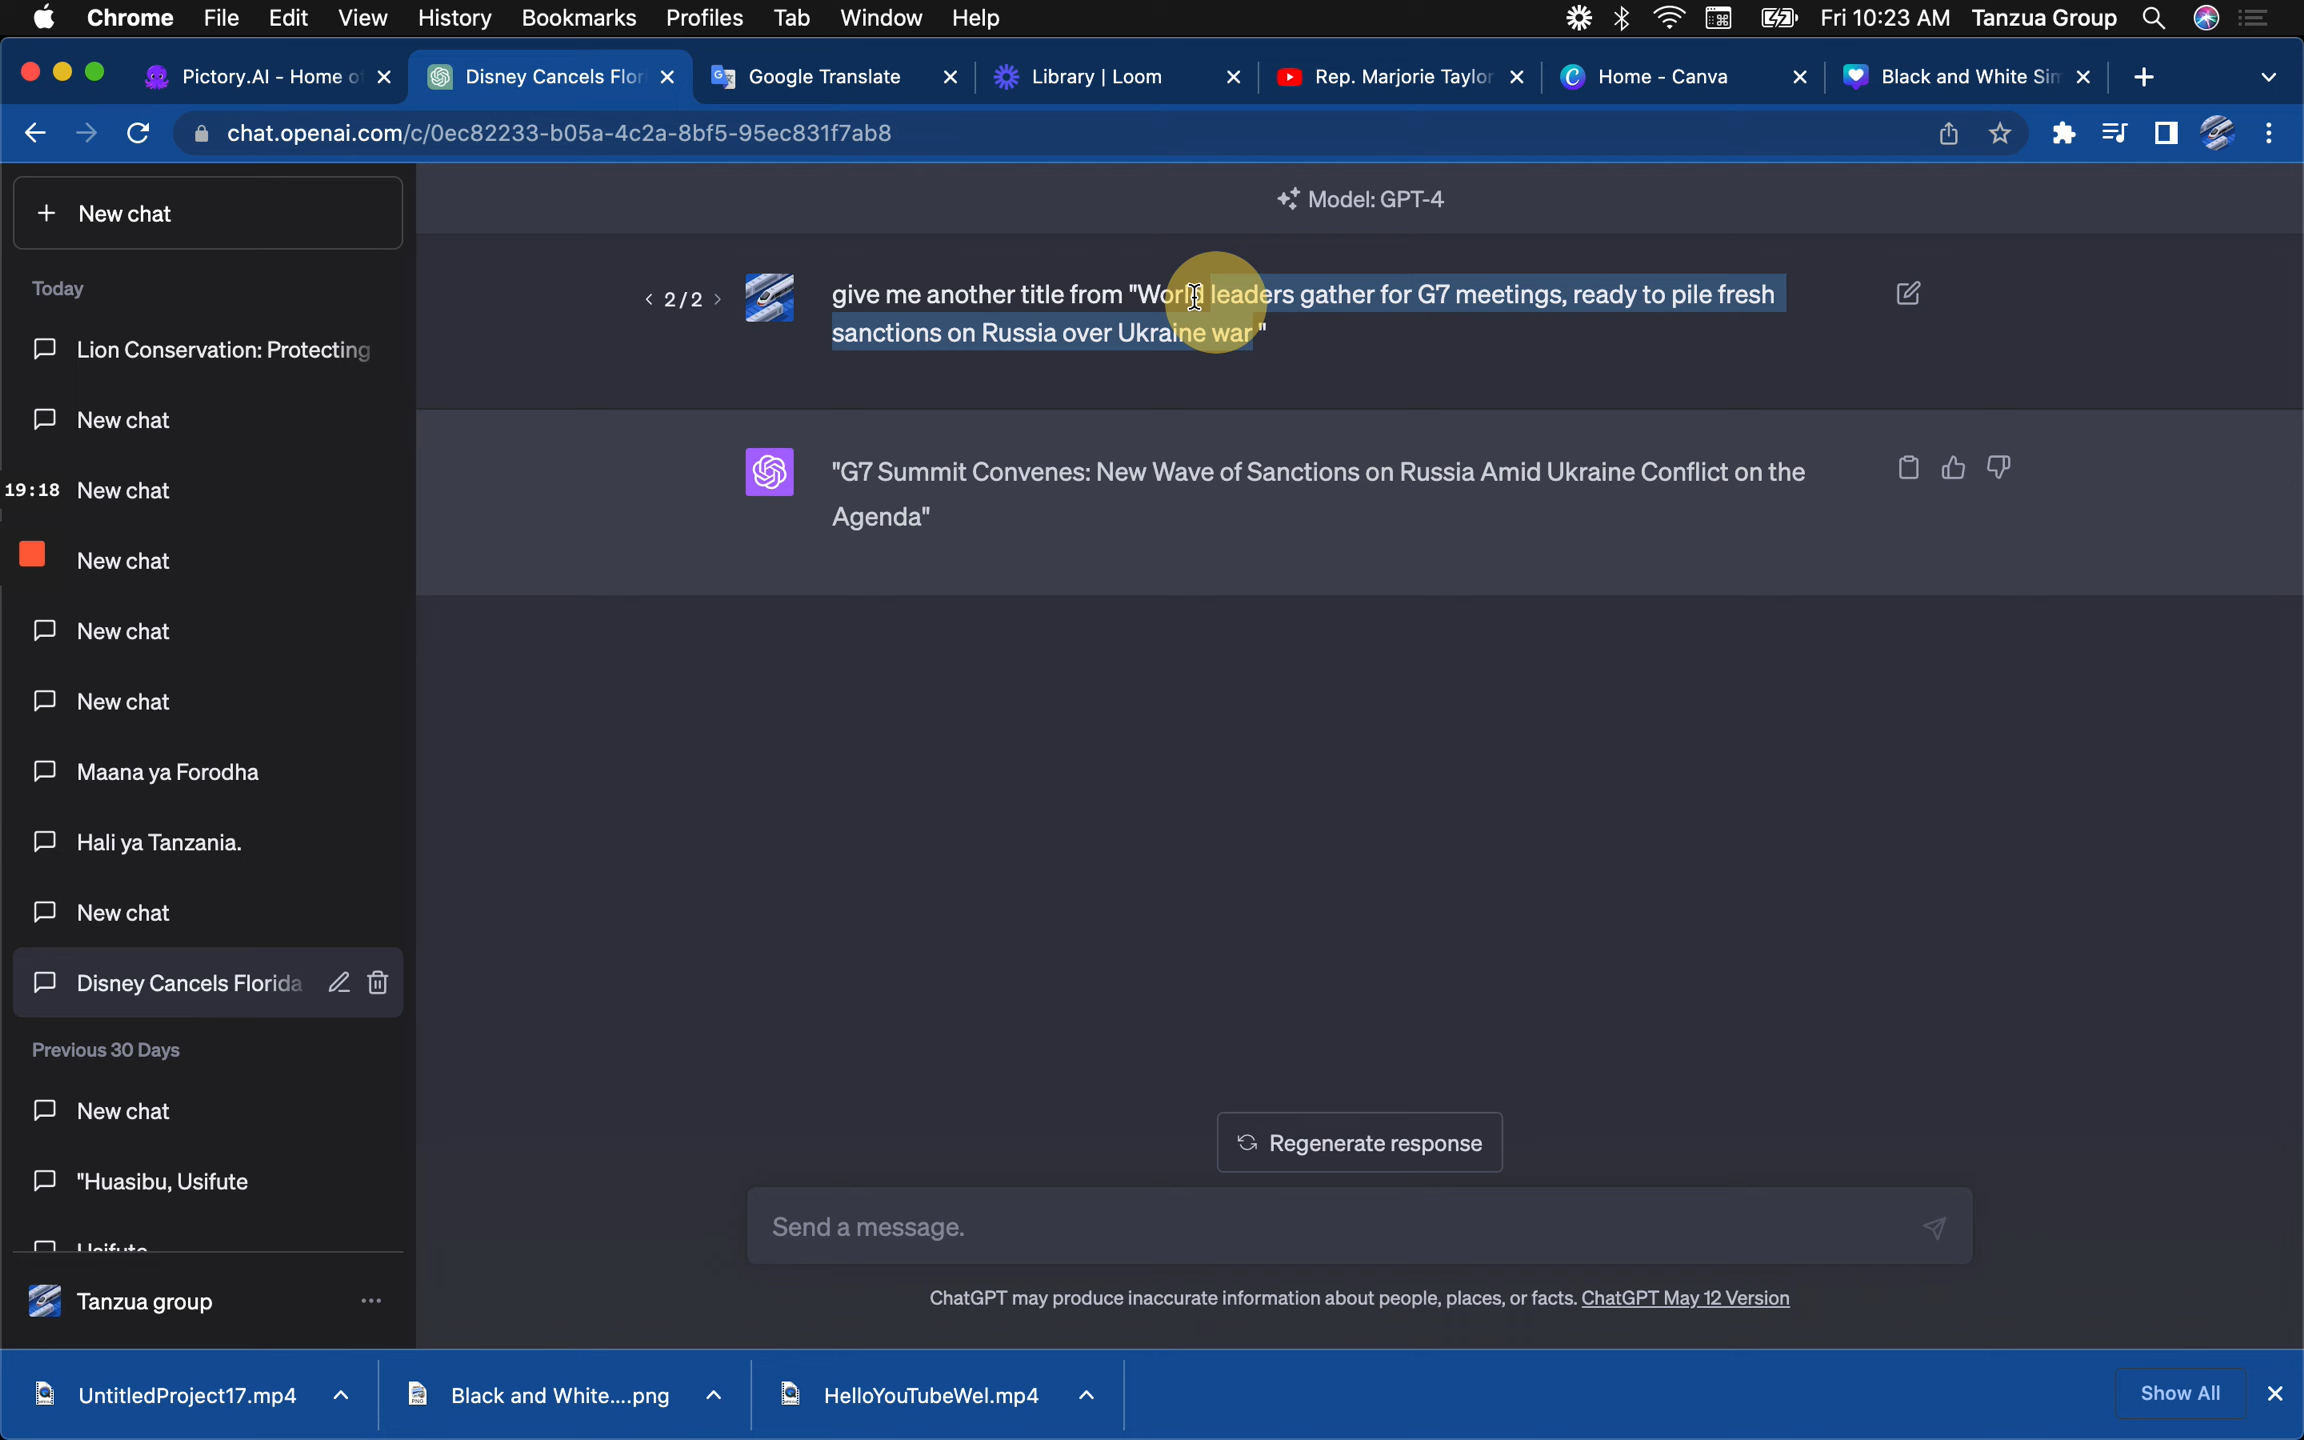 Chrome File Edit View History Bookmarks Profiles Tab Window Help Fri 10:23 AM Tanzua Group
Pictory.AI - Home of Disney Cancels Flor Google Translate Library | Loom Rep. Marjorie Taylor Home - Canva Black and White Sim
chat.openai.com/c/0ec82233-b05a-4c2a-8bf5-95ec831f7ab8
+ New chat
Model: GPT-4
Today
< 2 / 2 >
give me another title from "World leaders gather for G7 meetings, ready to pile fresh
sanctions on Russia over Ukraine war "
Lion Conservation: Protecting
New chat
19:18 New chat
"G7 Summit Convenes: New Wave of Sanctions on Russia Amid Ukraine Conflict on the
Agenda"
New chat
New chat
New chat
Maana ya Forodha
Hali ya Tanzania.
New chat
Disney Cancels Florida
Previous 30 Days
New chat
"Huasibu, Usifute
Usifute
Regenerate response
Send a message.
ChatGPT may produce inaccurate information about people, places, or facts. ChatGPT May 12 Version
Tanzua group
UntitledProject17.mp4 Black and White....png HelloYouTubeWel.mp4 Show All